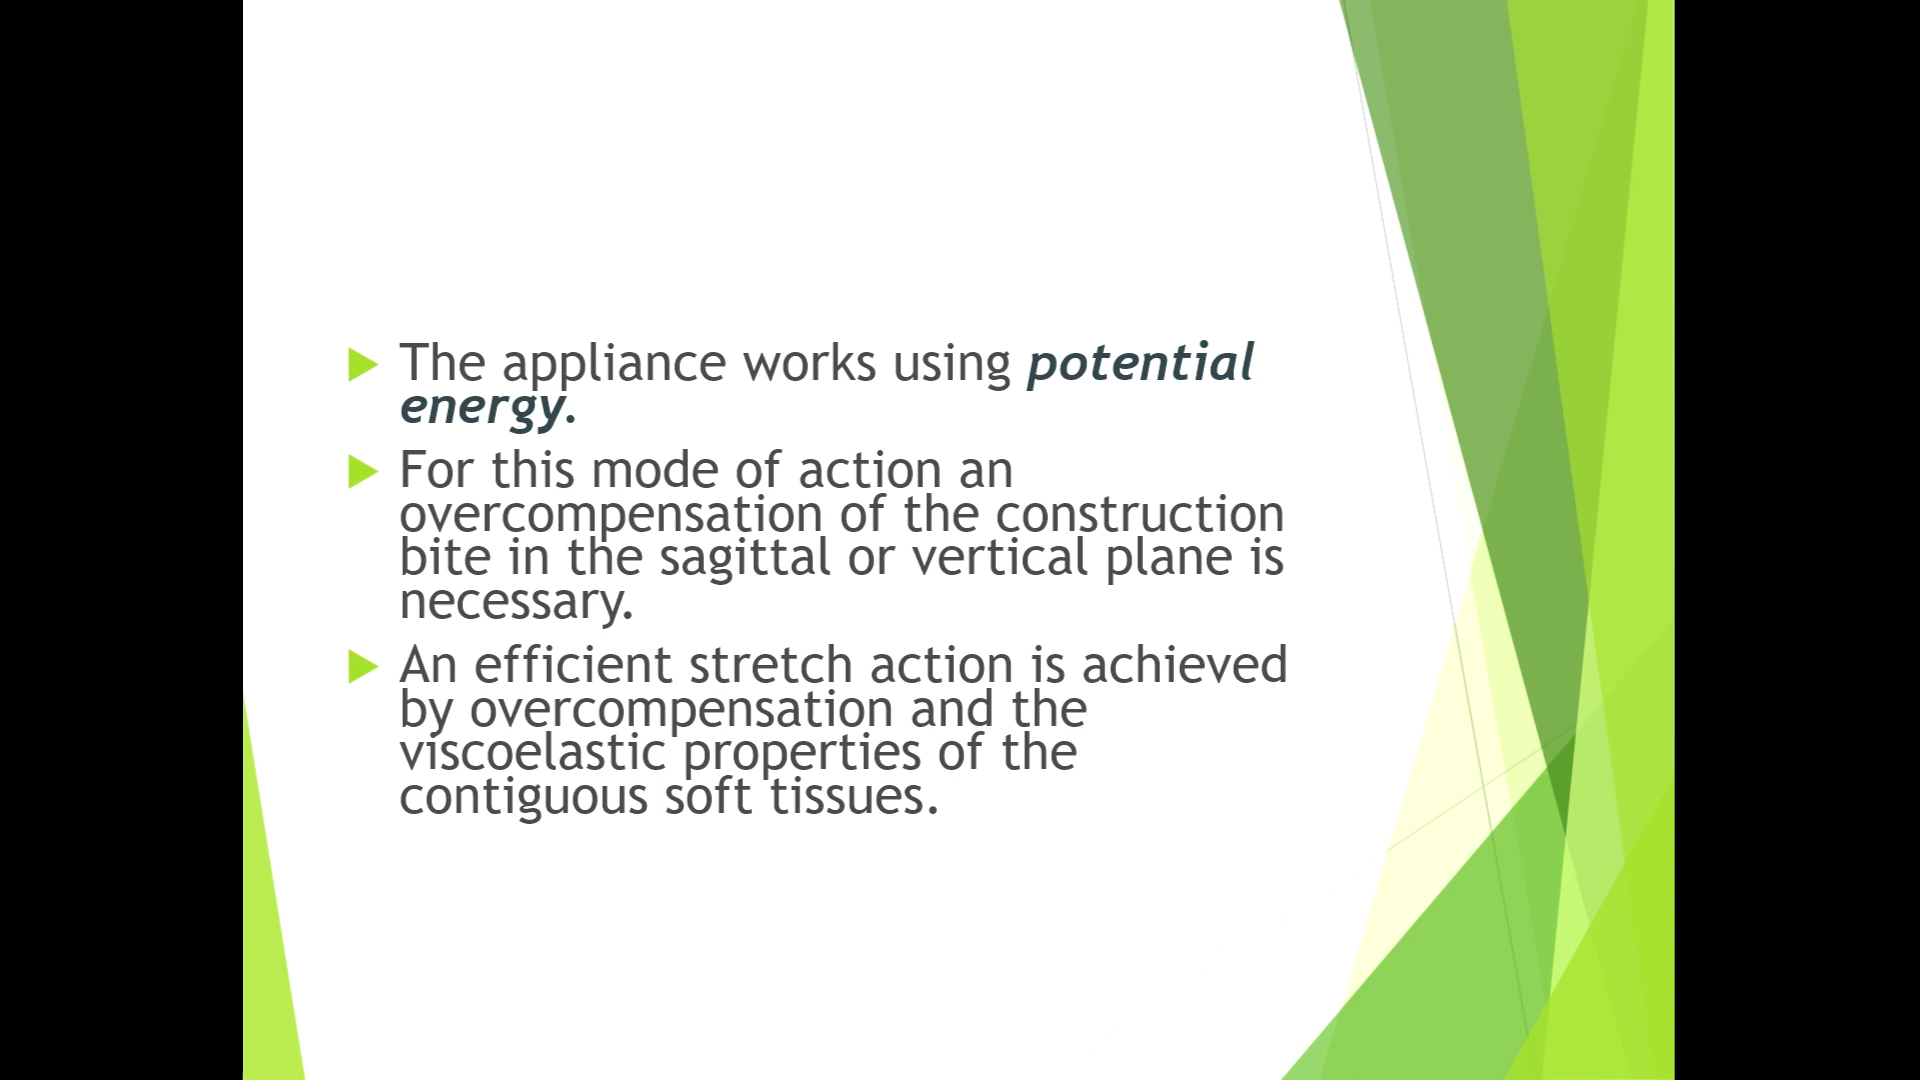 The appliance works using potential
energy.
For this mode of action an
overcompensation of the construction
bite in the sagittal or vertical plane is
necessary.
An efficient stretch action is achieved
by overcompensation and the
viscoelastic properties of the
contiguous soft tissues.